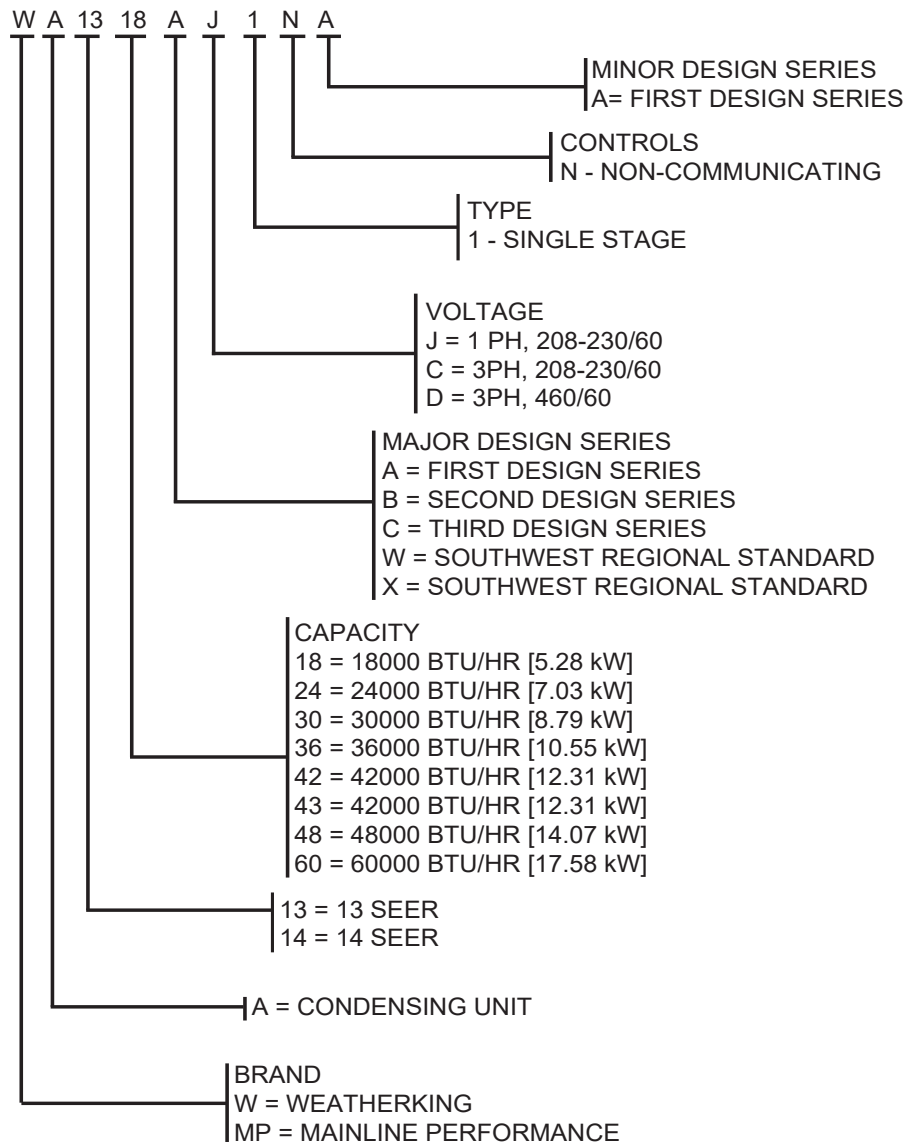 W A 13 18 A J 1 N A
MINOR DESIGN SERIES
A= FIRST DESIGN SERIES
CONTROLS
N - NON-COMMUNICATING
TYPE
1 - SINGLE STAGE
VOLTAGE
J = 1 PH, 208-230/60
C = 3PH, 208-230/60
D = 3PH, 460/60
MAJOR DESIGN SERIES
A = FIRST DESIGN SERIES
B = SECOND DESIGN SERIES
C = THIRD DESIGN SERIES
W = SOUTHWEST REGIONAL STANDARD
X = SOUTHWEST REGIONAL STANDARD
CAPACITY
18 = 18000 BTU/HR [5.28 kW]
24 = 24000 BTU/HR [7.03 kW]
30 = 30000 BTU/HR [8.79 kW]
36 = 36000 BTU/HR [10.55 kW]
42 = 42000 BTU/HR [12.31 kW]
43 = 42000 BTU/HR [12.31 kW]
48 = 48000 BTU/HR [14.07 kW]
60 = 60000 BTU/HR [17.58 kW]
13 = 13 SEER
14 = 14 SEER
A = CONDENSING UNIT
BRAND
W = WEATHERKING
MP = MAINLINE PERFORMANCE